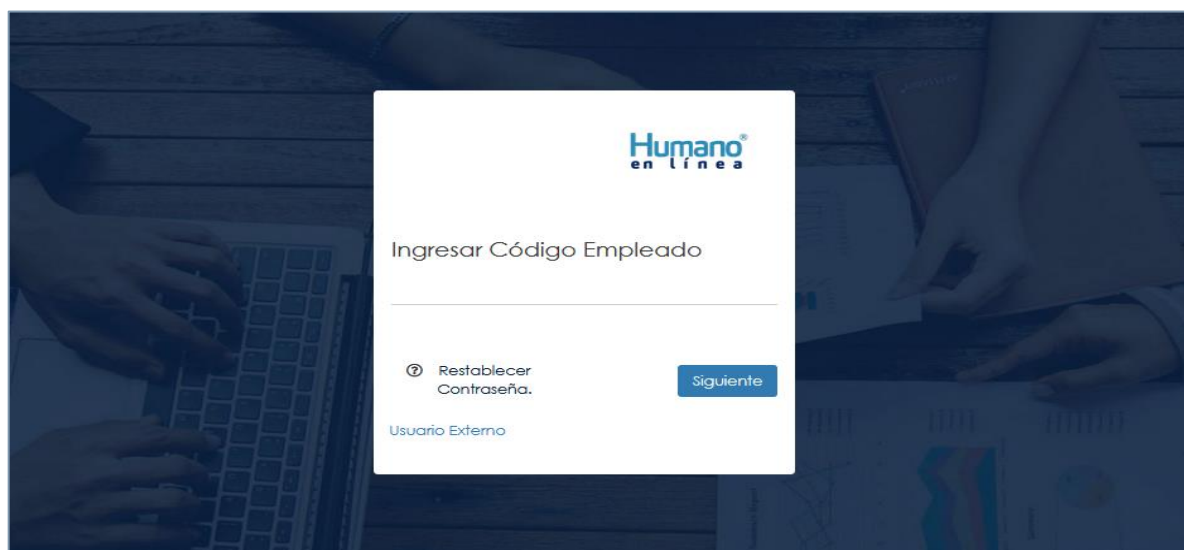 Humano®
en línea
Ingresar Código Empleado
Restablecer
Contraseña.
Siguiente
Usuario Externo